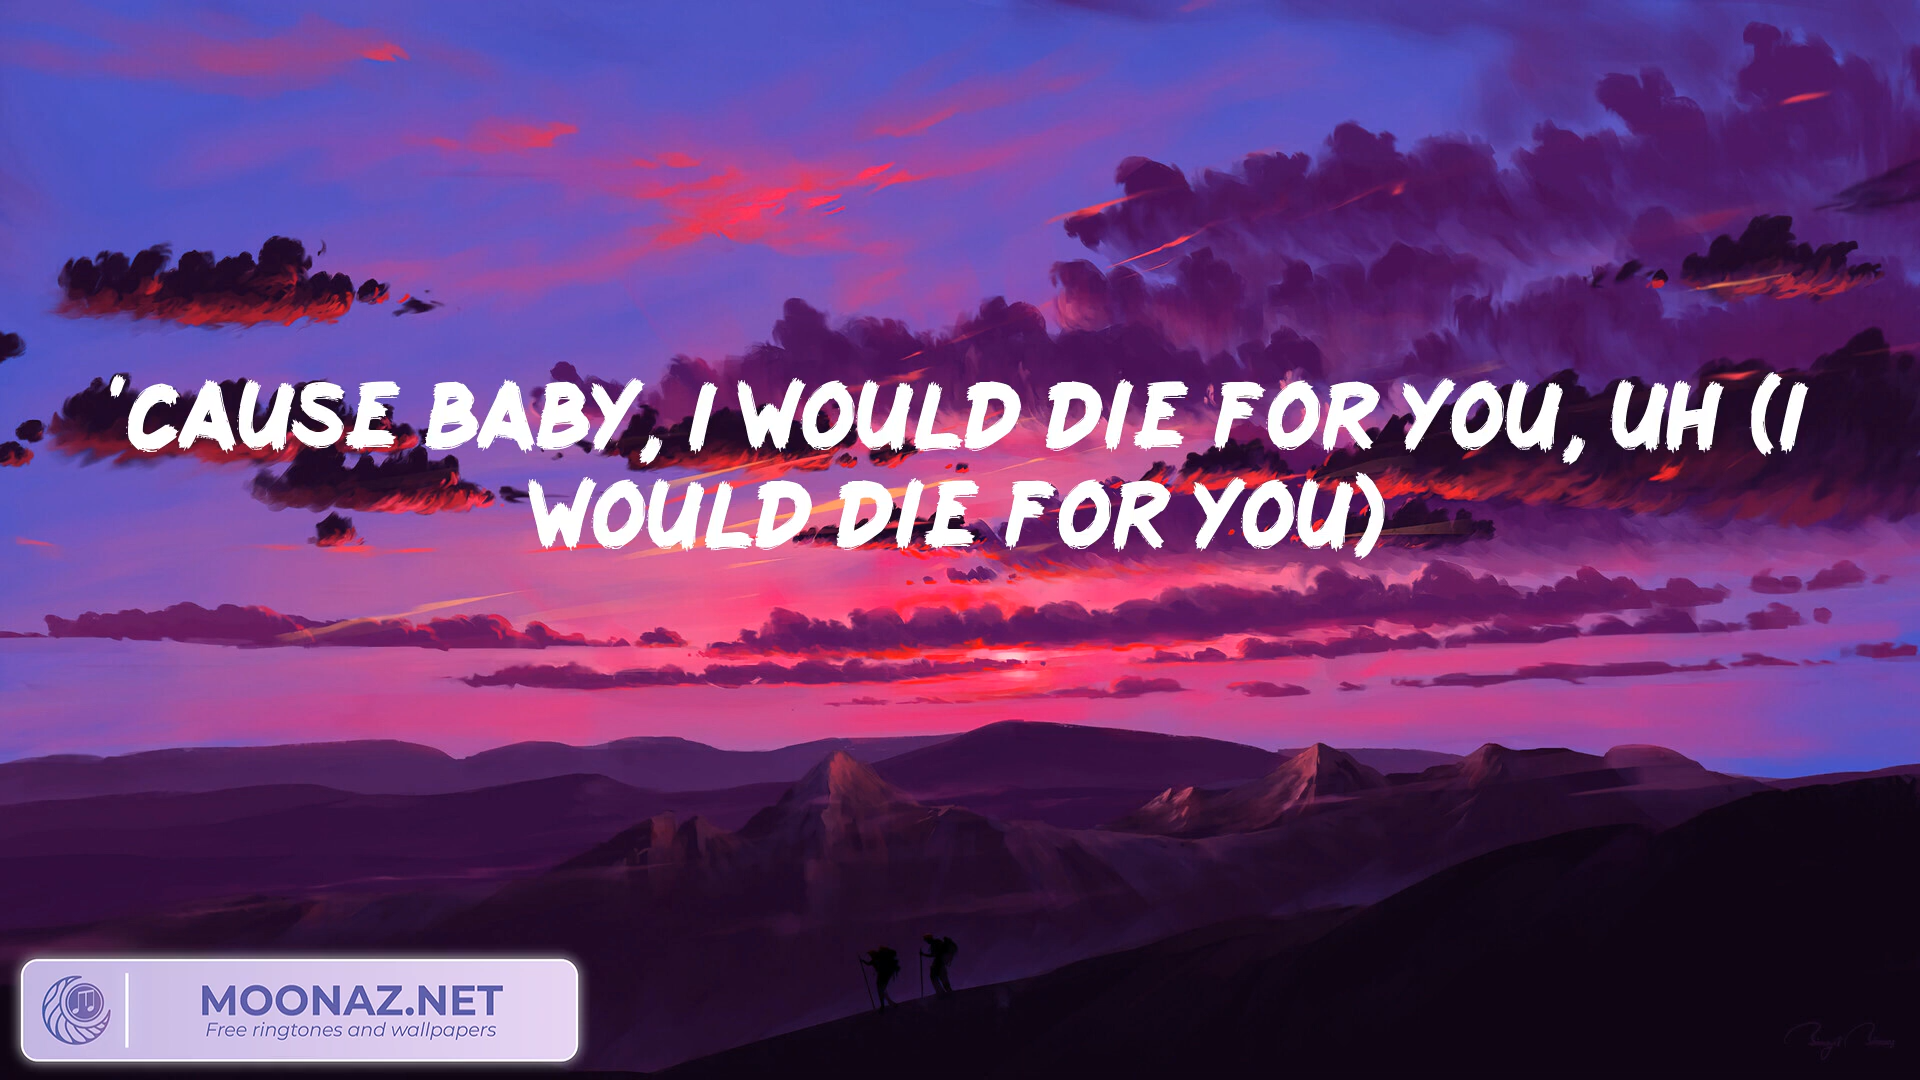 'CAUSE BABY, I WOULD DIE FOR YOU, UH (I
WOULD DIE FOR YOU)
MOONAZ.NET
Free ringtones and wallpapers